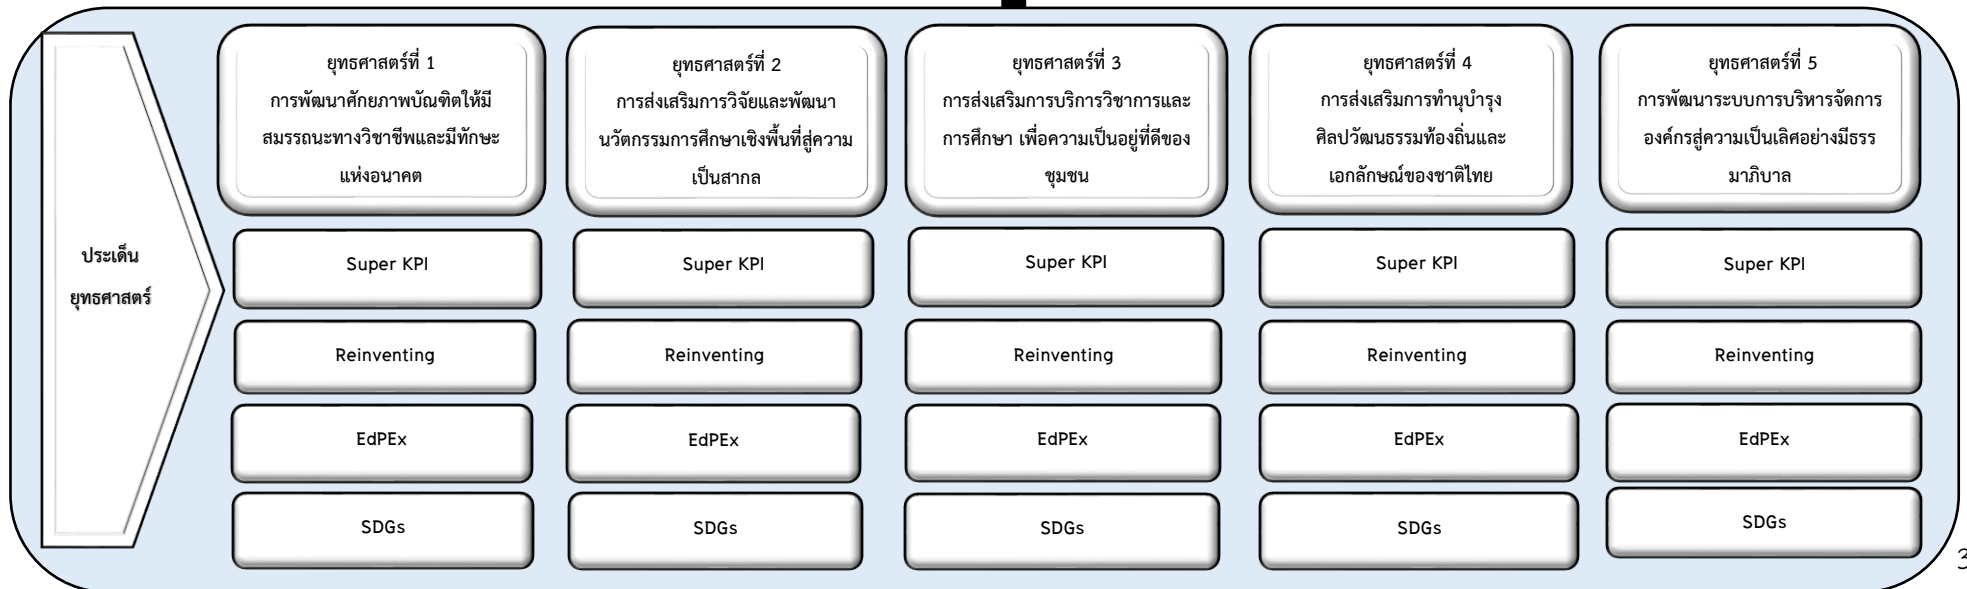 ประเด็น
ยุทธศาสตร์
ยุทธศาสตร์ที่ 1
การพัฒนาศักยภาพบัณฑิตให้มี
สมรรถนะทางวิชาชีพและมีทักษะ
แห่งอนาคต
ยุทธศาสตร์ที่ 2
การส่งเสริมการวิจัยและพัฒนา
นวัตกรรมการศึกษาเชิงพื้นที่สู่ความ
เป็นสากล
ยุทธศาสตร์ที่ 3
การส่งเสริมการบริการวิชาการและ
การศึกษา เพื่อความเป็นอยู่ที่ดีของ
ชุมชน
ยุทธศาสตร์ที่ 4
การส่งเสริมการทำนุบำรุง
ศิลปวัฒนธรรมท้องถิ่นและ
เอกลักษณ์ของชาติไทย
ยุทธศาสตร์ที่ 5
การพัฒนาระบบการบริหารจัดการ
องค์กรสู่ความเป็นเลิศอย่างมีธรร
มาภิบาล
Super KPI
Super KPI
Super KPI
Super KPI
Super KPI
Reinventing
Reinventing
Reinventing
Reinventing
Reinventing
EdPEx
EdPEx
EdPEx
EdPEx
EdPEx
SDGs
SDGs
SDGs
SDGs
SDGs
3